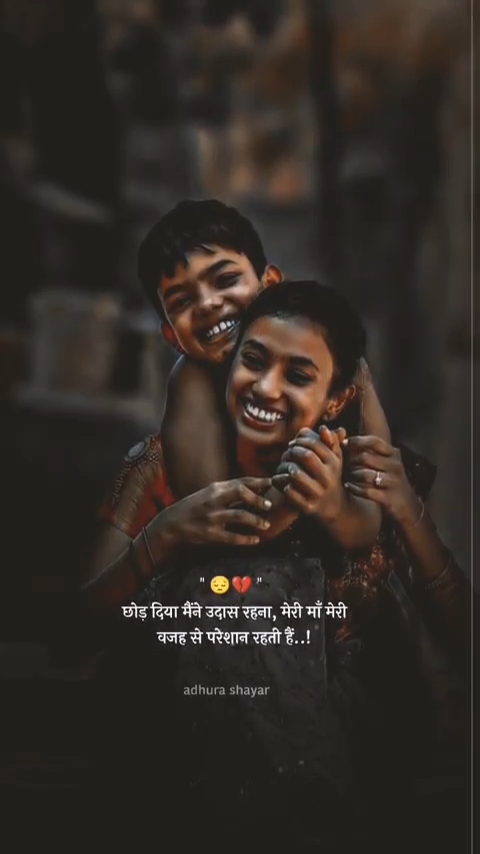 " 😔💔 "
छोड़ दिया मैंने उदास रहना, मेरी माँ मेरी
वजह से परेशान रहती हैं..!
adhura shayar